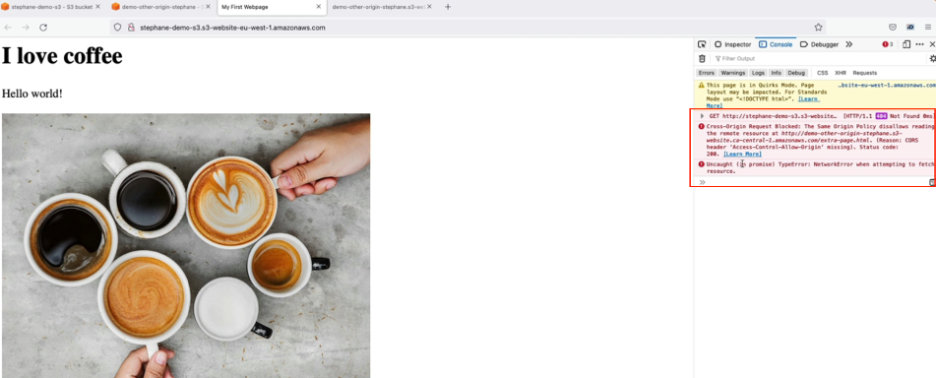 stephane-demo-s3 - S3 bucket
demo-other-origin-stephane - S
My First Webpage
demo-other-origin-stephane.s3-we
stephane-demo-s3.s3-website-eu-west-1.amazonaws.com
Inspector Console Debugger 3
Filter Output
Errors Warnings Logs Info Debug CSS XHR Requests
This page is in Quirks Mode. Page …bsite-eu-west-1.amazonaws.com
layout may be impacted. For Standards
Mode use "<!DOCTYPE html>". [Learn
More]
GET http://stephane-demo-s3.s3-website… [HTTP/1.1 404 Not Found 0ms]
Cross-Origin Request Blocked: The Same Origin Policy disallows reading
the remote resource at http://demo-other-origin-stephane.s3-
website.ca-central-1.amazonaws.com/extra-page.html. (Reason: CORS
header 'Access-Control-Allow-Origin' missing). Status code:
200. [Learn More]
Uncaught (in promise) TypeError: NetworkError when attempting to fetch
resource.
I love coffee
Hello world!